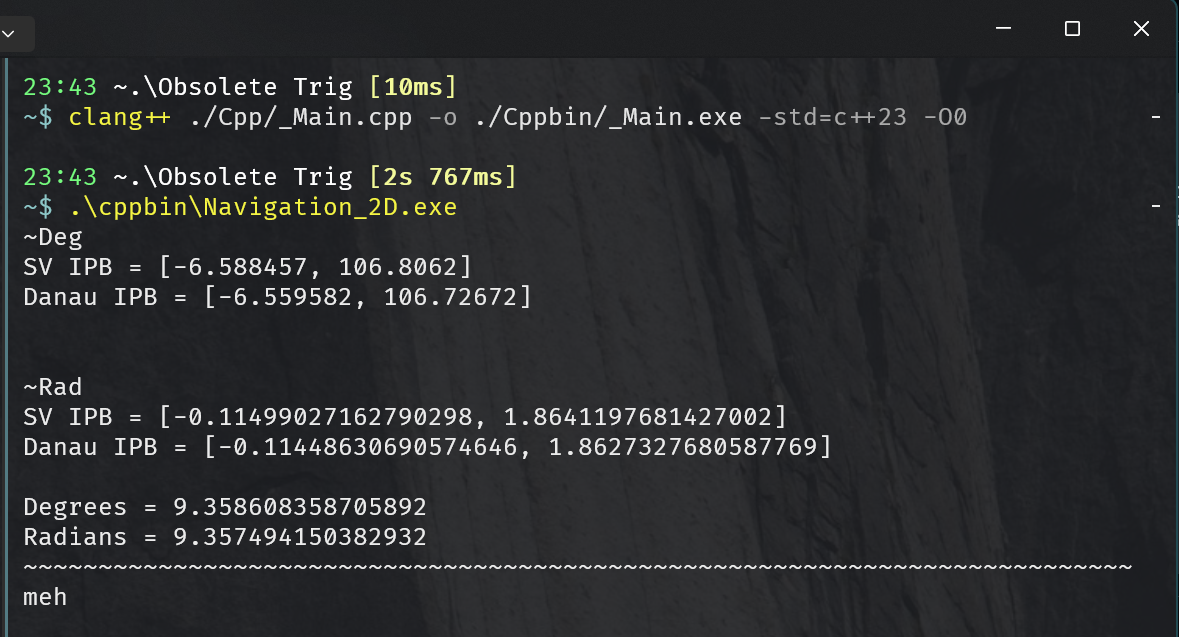 23:43 ~.\Obsolete Trig [10ms]
~$ clang++ ./Cpp/_Main.cpp -o ./Cppbin/_Main.exe -std=c++23 -O0
23:43 ~.\Obsolete Trig [2s 767ms]
~$ .\cppbin\Navigation_2D.exe
~Deg
SV IPB = [-6.588457, 106.8062]
Danau IPB = [-6.559582, 106.72672]
~Rad
SV IPB = [-0.11499027162790298, 1.8641197681427002]
Danau IPB = [-0.11448630690574646, 1.8627327680587769]
Degrees = 9.358608358705892
Radians = 9.357494150382932
~~~~~~~~~~~~~~~~~~~~~~~~~~~~~~~~~~~~~~~~~~~~~~~~~~~~~~~~~~~~~~~~~~~~~~~~~~
meh